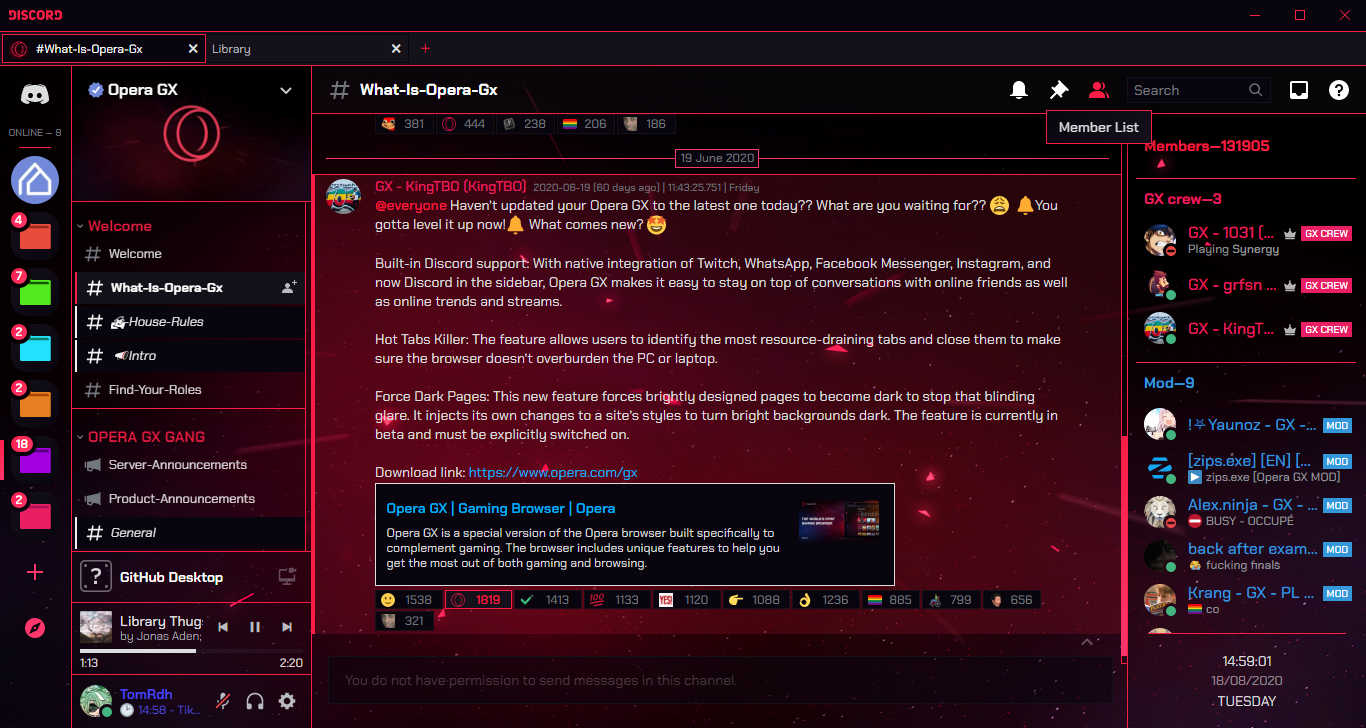 DISCORD
#What-Is-Opera-Gx
Library
ONLINE — 8
4
7
2
2
18
2
Opera GX
Welcome
Welcome
What-Is-Opera-Gx
House-Rules
Intro
Find-Your-Roles
OPERA GX GANG
Server-Announcements
Product-Announcements
General
GitHub Desktop
Library Thugs
by Jonas Aden;
1:13
2:20
TomRdh
14:58 - Tik...
What-Is-Opera-Gx
Search
Member List
381
444
238
206
186
19 June 2020
GX - KingTBO [KingTBO] 2020-06-19 [60 days ago] | 11:43:25.751 | Friday
@everyone Haven't updated your Opera GX to the latest one today?? What are you waiting for?? 😩 🔔You
gotta level it up now!🔔 What comes new? 🤩
Built-in Discord support: With native integration of Twitch, WhatsApp, Facebook Messenger, Instagram, and
now Discord in the sidebar, Opera GX makes it easy to stay on top of conversations with online friends as well
as online trends and streams.
Hot Tabs Killer: The feature allows users to identify the most resource-draining tabs and close them to make
sure the browser doesn't overburden the PC or laptop.
Force Dark Pages: This new feature forces brightly designed pages to become dark to stop that blinding
glare. It injects its own changes to a site's styles to turn bright backgrounds dark. The feature is currently in
beta and must be explicitly switched on.
Download link: https://www.opera.com/gx
Opera GX | Gaming Browser | Opera
Opera GX is a special version of the Opera browser built specifically to
complement gaming. The browser includes unique features to help you
get the most out of both gaming and browsing.
1538
1819
1413
100 1133
YES! 1120
1088
1236
885
799
656
321
You do not have permission to send messages in this channel.
Members—131905
GX crew—3
GX - 1031 [... GX CREW
Playing Synergy
GX - grfsn ... GX CREW
GX - KingT... GX CREW
Mod—9
!⛧Yaunoz - GX -... MOD
[zips.exe] [EN] [... MOD
zips.exe [Opera GX MOD]
Alex.ninja - GX - ... MOD
BUSY - OCCUPÉ
back after exam... MOD
fucking finals
Krang - GX - PL ... MOD
co
14:59:01
18/08/2020
TUESDAY